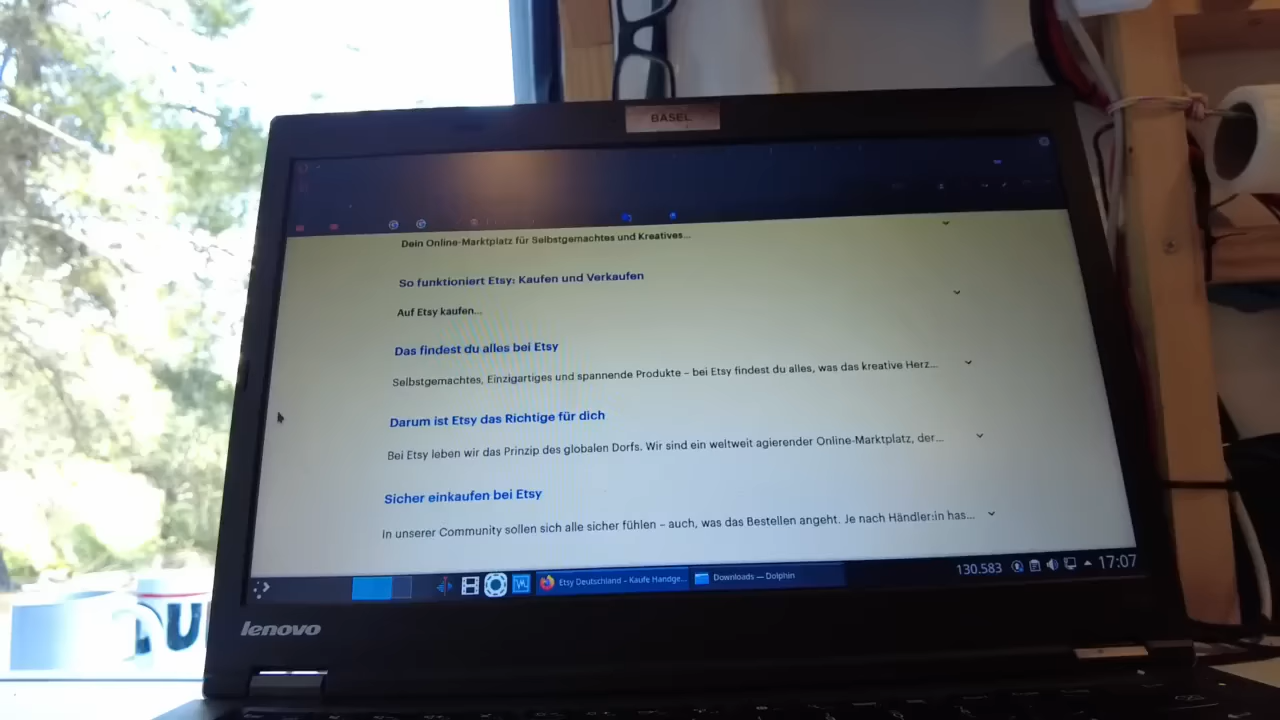 BASEL
Dein Online-Marktplatz für Selbstgemachtes und Kreatives...
So funktioniert Etsy: Kaufen und Verkaufen
Auf Etsy kaufen...
Das findest du alles bei Etsy
Selbstgemachtes, Einzigartiges und spannende Produkte – bei Etsy findest du alles, was das kreative Herz...
Darum ist Etsy das Richtige für dich
Bei Etsy leben wir das Prinzip des globalen Dorfs. Wir sind ein weltweit agierender Online-Marktplatz, der...
Sicher einkaufen bei Etsy
In unserer Community sollen sich alle sicher fühlen – auch, was das Bestellen angeht. Je nach Händler:in has...
Etsy Deutschland – Kaufe Handge... Downloads — Dolphin 130.583 17:07
lenovo